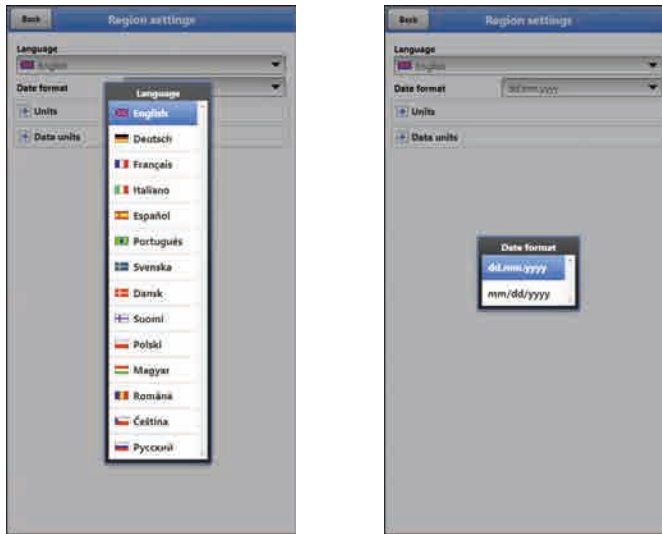 Back Region settings
Language
English
Date format
Units
Data units
Language
English
Deutsch
Français
Italiano
Español
Português
Svenska
Dansk
Suomi
Polski
Magyar
Română
Čeština
Русский
Back Region settings
Language
English
Date format dd.mm.yyyy
Units
Data units
Date format
dd.mm.yyyy
mm/dd/yyyy